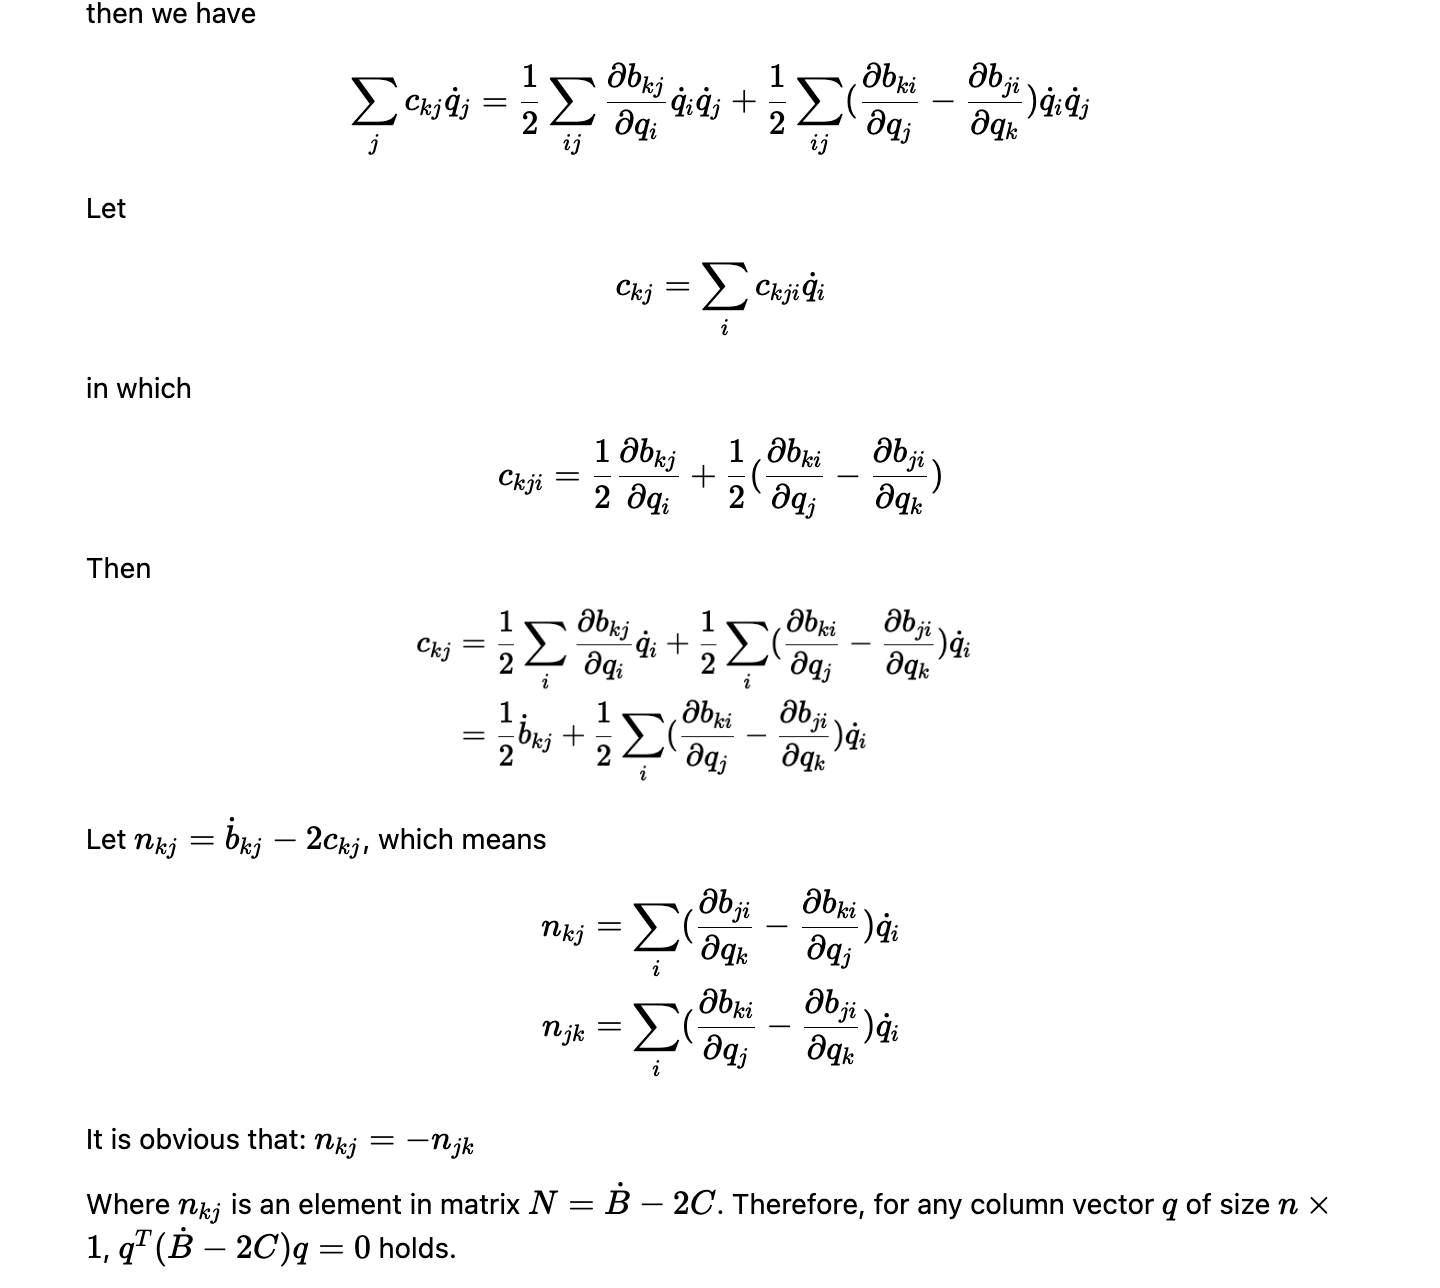 then we have
$$\sum_j c_{kj}\dot{q}_j = \frac{1}{2}\sum_{ij}\frac{\partial b_{kj}}{\partial q_i}\dot{q}_i\dot{q}_j + \frac{1}{2}\sum_{ij}(\frac{\partial b_{ki}}{\partial q_j} - \frac{\partial b_{ji}}{\partial q_k})\dot{q}_i\dot{q}_j$$
Let
$$c_{kj} = \sum_i c_{kji}\dot{q}_i$$
in which
$$c_{kji} = \frac{1}{2}\frac{\partial b_{kj}}{\partial q_i} + \frac{1}{2}(\frac{\partial b_{ki}}{\partial q_j} - \frac{\partial b_{ji}}{\partial q_k})$$
Then
$$c_{kj} = \frac{1}{2}\sum_i \frac{\partial b_{kj}}{\partial q_i}\dot{q}_i + \frac{1}{2}\sum_i(\frac{\partial b_{ki}}{\partial q_j} - \frac{\partial b_{ji}}{\partial q_k})\dot{q}_i$$
$$= \frac{1}{2}\dot{b}_{kj} + \frac{1}{2}\sum_i(\frac{\partial b_{ki}}{\partial q_j} - \frac{\partial b_{ji}}{\partial q_k})\dot{q}_i$$
Let $n_{kj} = \dot{b}_{kj} - 2c_{kj}$, which means
$$n_{kj} = \sum_i(\frac{\partial b_{ji}}{\partial q_k} - \frac{\partial b_{ki}}{\partial q_j})\dot{q}_i$$
$$n_{jk} = \sum_i(\frac{\partial b_{ki}}{\partial q_j} - \frac{\partial b_{ji}}{\partial q_k})\dot{q}_i$$
It is obvious that: $n_{kj} = -n_{jk}$
Where $n_{kj}$ is an element in matrix $N = \dot{B} - 2C$. Therefore, for any column vector $q$ of size $n \times$
$1$, $q^T(\dot{B} - 2C)q = 0$ holds.